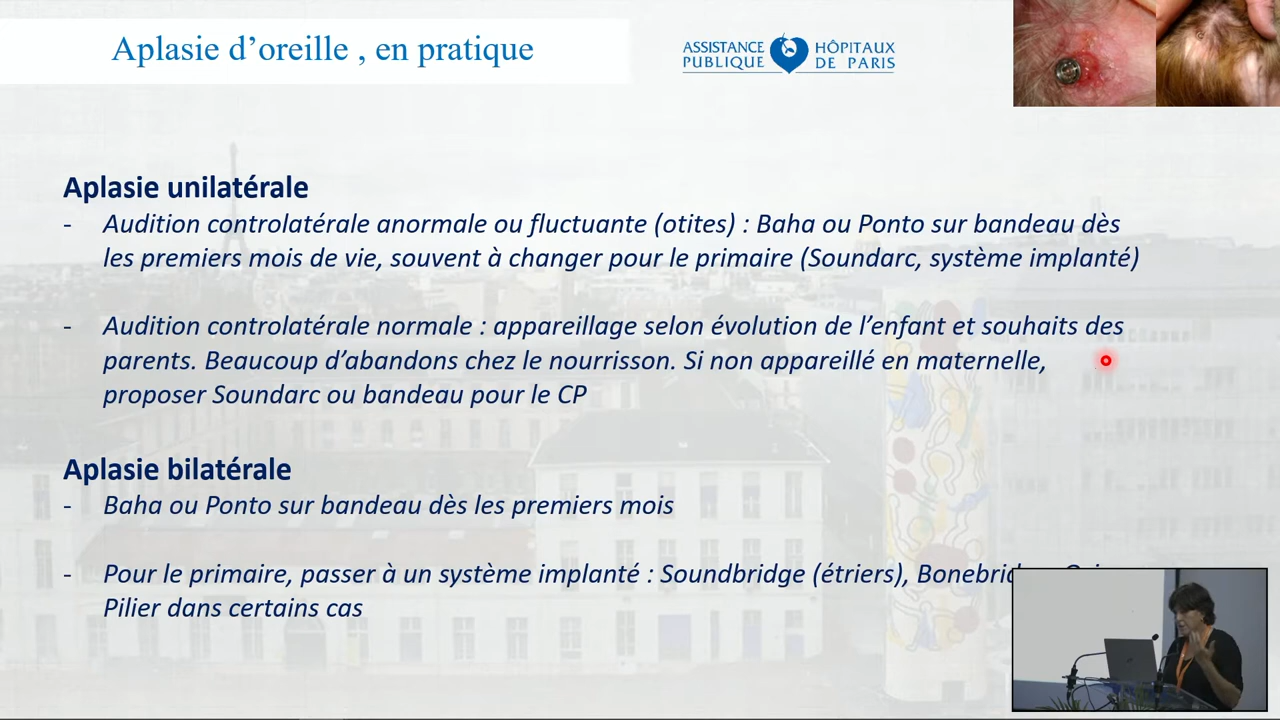 Aplasie d’oreille , en pratique
ASSISTANCE PUBLIQUE
HÔPITAUX DE PARIS
Aplasie unilatérale
- Audition controlatérale anormale ou fluctuante (otites) : Baha ou Ponto sur bandeau dès
les premiers mois de vie, souvent à changer pour le primaire (Soundarc, système implanté)
- Audition controlatérale normale : appareillage selon évolution de l’enfant et souhaits des
parents. Beaucoup d’abandons chez le nourrisson. Si non appareillé en maternelle,
proposer Soundarc ou bandeau pour le CP
Aplasie bilatérale
- Baha ou Ponto sur bandeau dès les premiers mois
- Pour le primaire, passer à un système implanté : Soundbridge (étriers),
Pilier dans certains cas